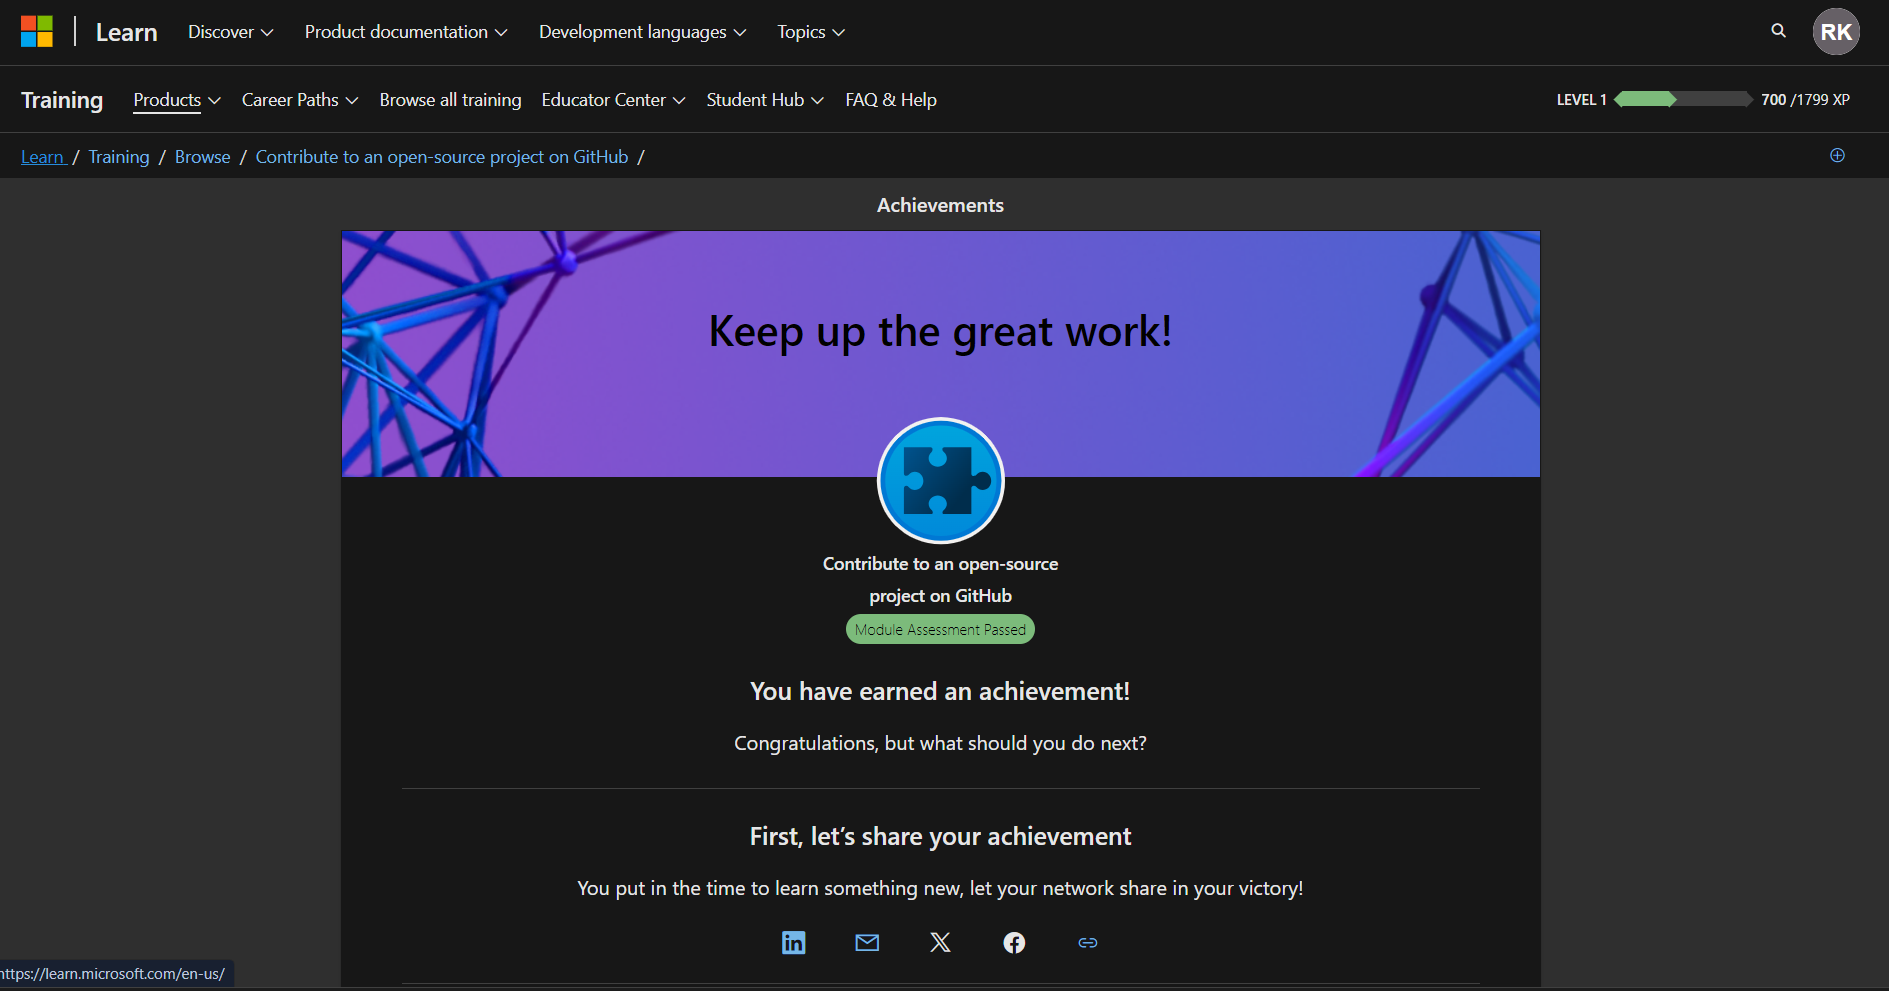 Learn Discover Product documentation Development languages Topics RK
Training Products Career Paths Browse all training Educator Center Student Hub FAQ & Help LEVEL 1 700 /1799 XP
Learn / Training / Browse / Contribute to an open-source project on GitHub /
Achievements
Keep up the great work!
Contribute to an open-source
project on GitHub
Module Assessment Passed
You have earned an achievement!
Congratulations, but what should you do next?
First, let’s share your achievement
You put in the time to learn something new, let your network share in your victory!
in
https://learn.microsoft.com/en-us/